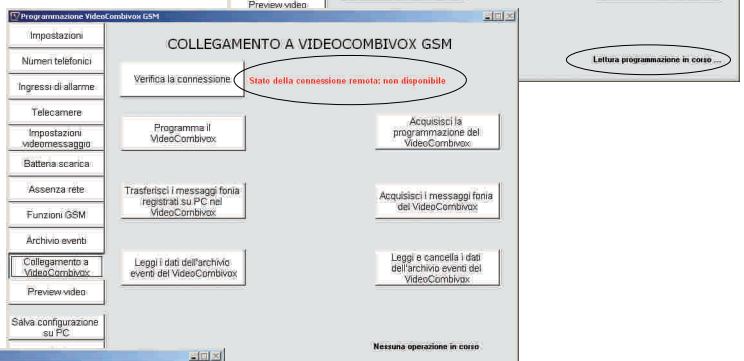 Preview video
Programmazione VideoCombivox GSM
Impostazioni
Numeri telefonici
Ingressi di allarme
Telecamere
Impostazioni
videomessaggio
Batteria scarica
Assenza rete
Funzioni GSM
Archivio eventi
Collegamento a
VideoCombivox
Preview video
Salva configurazione
su PC
COLLEGAMENTO A VIDEOCOMBIVOX GSM
Verifica la connessione
Stato della connessione remota: non disponibile
Programma il
VideoCombivox
Acquisisci la
programmazione del
VideoCombivox
Trasferisci i messaggi fonia
registrati su PC nel
VideoCombivox
Acquisisci i messaggi fonia
del VideoCombivox
Leggi i dati dell'archivio
eventi del VideoCombivox
Leggi e cancella i dati
dell'archivio eventi del
VideoCombivox
Nessuna operazione in corso
Lettura programmazione in corso ...